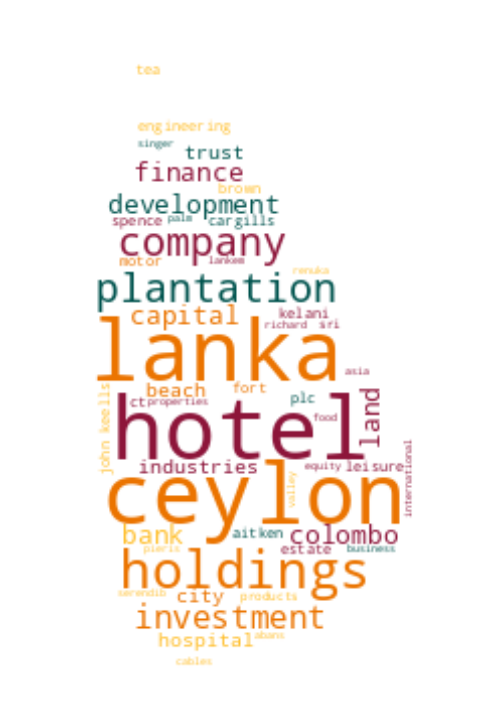 tea
engineering
singer
trust
finance
brown
development
spence palm cargills
company
motor lankem
renuka
plantation
capital kelani
richard sri
lanka
asia
beach fort
john keells
ct properties plc
land
food
hotel
industries equity leisure
international
valley
ceylon
bank aitken colombo
pieris estate business
holdings
serendib city products
investment
hospital abans
cables